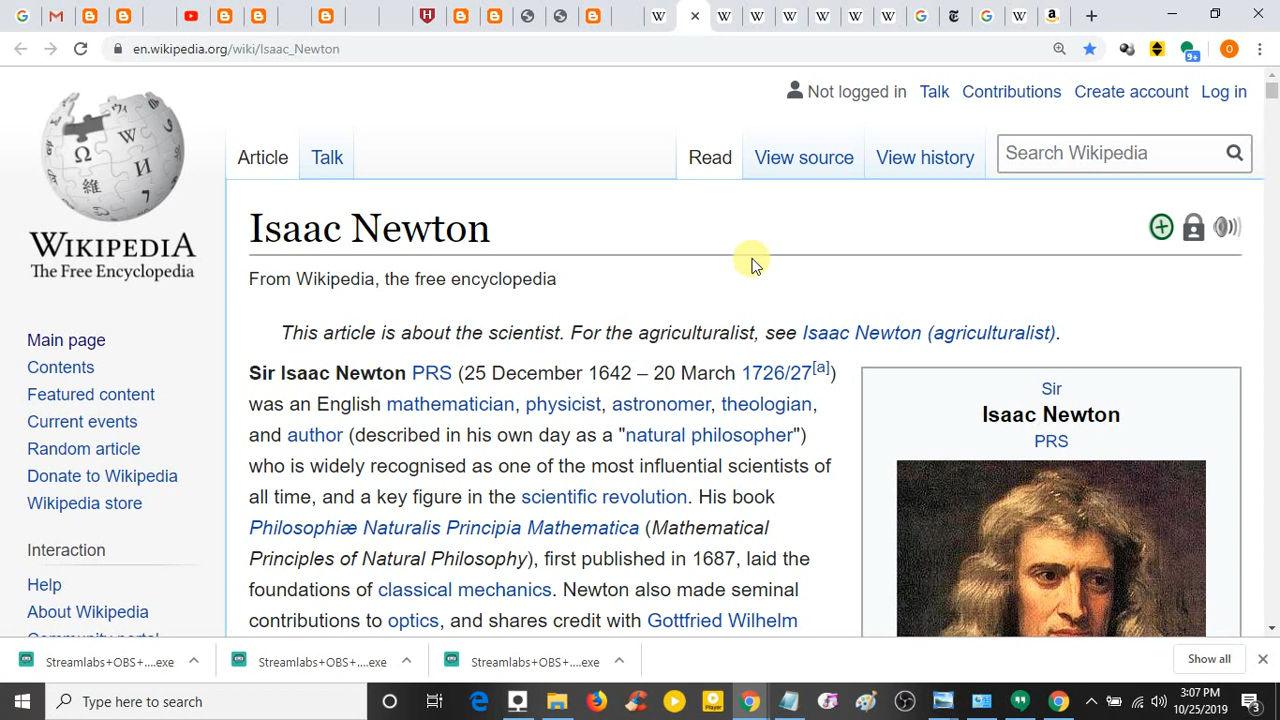 en.wikipedia.org/wiki/Isaac_Newton
9+
O
Not logged in Talk Contributions Create account Log in
Article Talk Read View source View history Search Wikipedia
WIKIPEDIA
The Free Encyclopedia
Main page
Contents
Featured content
Current events
Random article
Donate to Wikipedia
Wikipedia store
Interaction
Help
About Wikipedia
Community portal
Isaac Newton
From Wikipedia, the free encyclopedia
This article is about the scientist. For the agriculturalist, see Isaac Newton (agriculturalist).
Sir Isaac Newton PRS (25 December 1642 – 20 March 1726/27[a])
was an English mathematician, physicist, astronomer, theologian,
and author (described in his own day as a "natural philosopher")
who is widely recognised as one of the most influential scientists of
all time, and a key figure in the scientific revolution. His book
Philosophiæ Naturalis Principia Mathematica (Mathematical
Principles of Natural Philosophy), first published in 1687, laid the
foundations of classical mechanics. Newton also made seminal
contributions to optics, and shares credit with Gottfried Wilhelm
Sir
Isaac Newton
PRS
Streamlabs+OBS+....exe Streamlabs+OBS+....exe Streamlabs+OBS+....exe Show all
Type here to search
Player
3:07 PM
10/25/2019
3